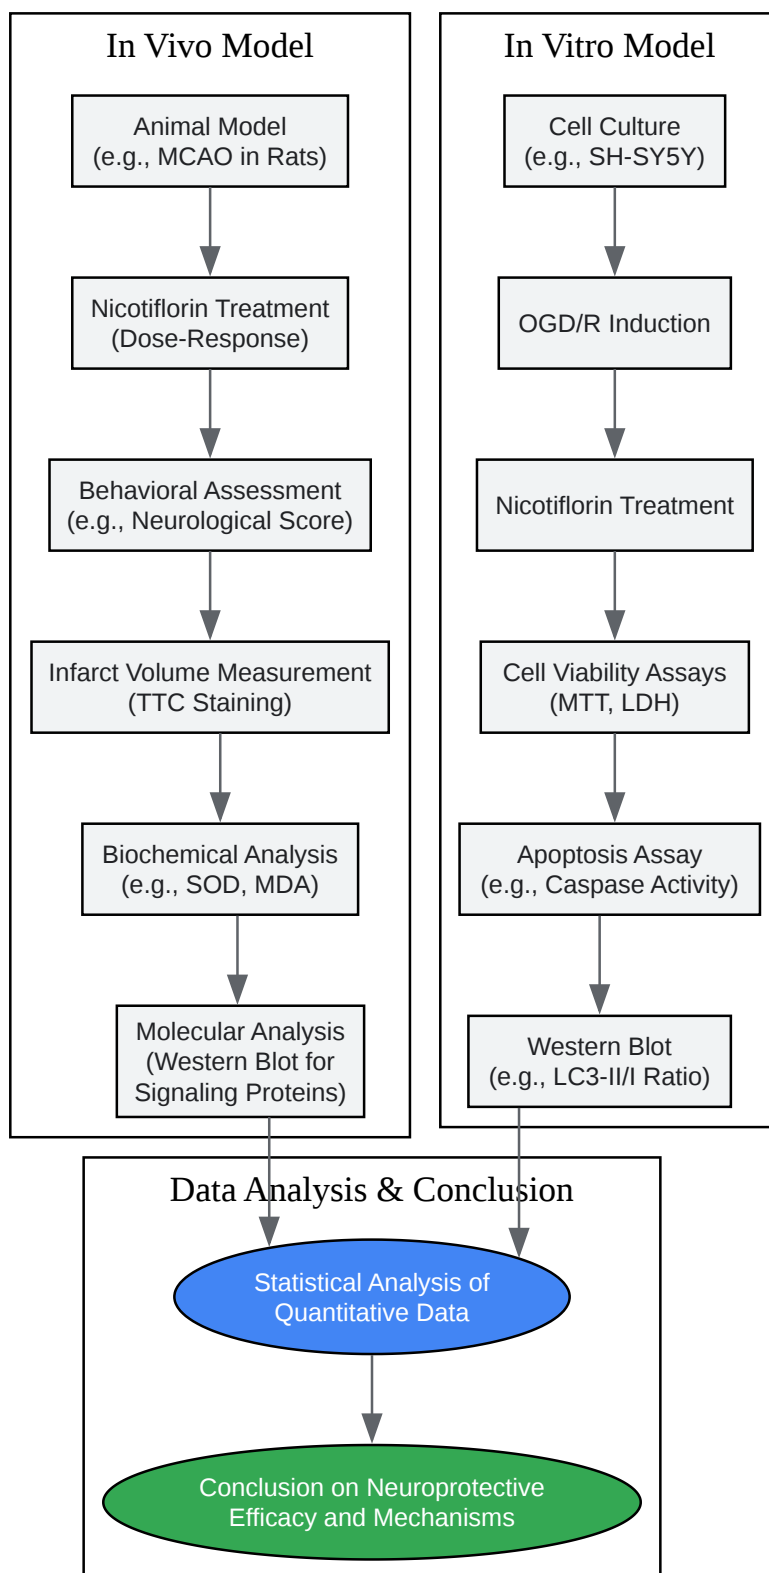 In Vivo Model
Animal Model
(e.g., MCAO in Rats)
Nicotiflorin Treatment
(Dose-Response)
Behavioral Assessment
(e.g., Neurological Score)
Infarct Volume Measurement
(TTC Staining)
Biochemical Analysis
(e.g., SOD, MDA)
Molecular Analysis
(Western Blot for
Signaling Proteins)
In Vitro Model
Cell Culture
(e.g., SH-SY5Y)
OGD/R Induction
Nicotiflorin Treatment
Cell Viability Assays
(MTT, LDH)
Apoptosis Assay
(e.g., Caspase Activity)
Western Blot
(e.g., LC3-II/I Ratio)
Data Analysis & Conclusion
Statistical Analysis of
Quantitative Data
Conclusion on Neuroprotective
Efficacy and Mechanisms